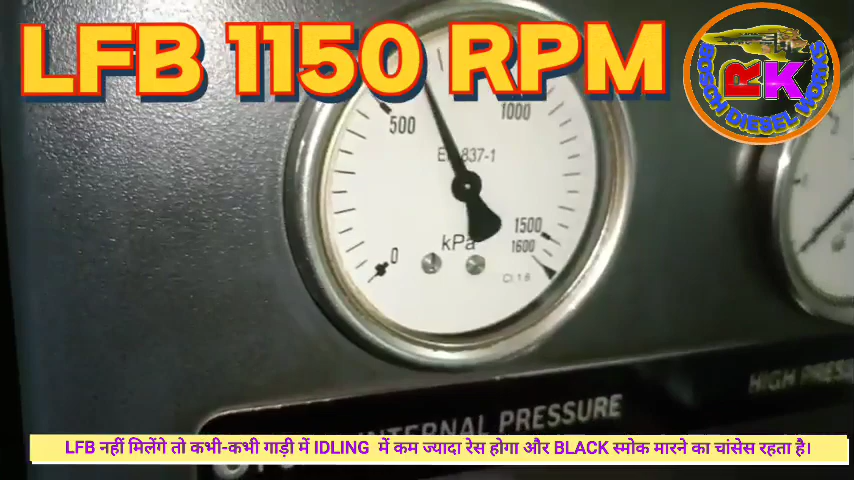 LFB 1150 RPM
BOSCH DIESEL WORKS
RK
500
1000
EN 837-1
1500
1600
kPa
0
Cl.1.6
INTERNAL PRESSURE
HIGH PRESSU
LFB नहीं मिलेंगे तो कभी-कभी गाड़ी में IDLING में कम ज्यादा रेस होगा और BLACK स्मोक मारने का चांसेस रहता है।